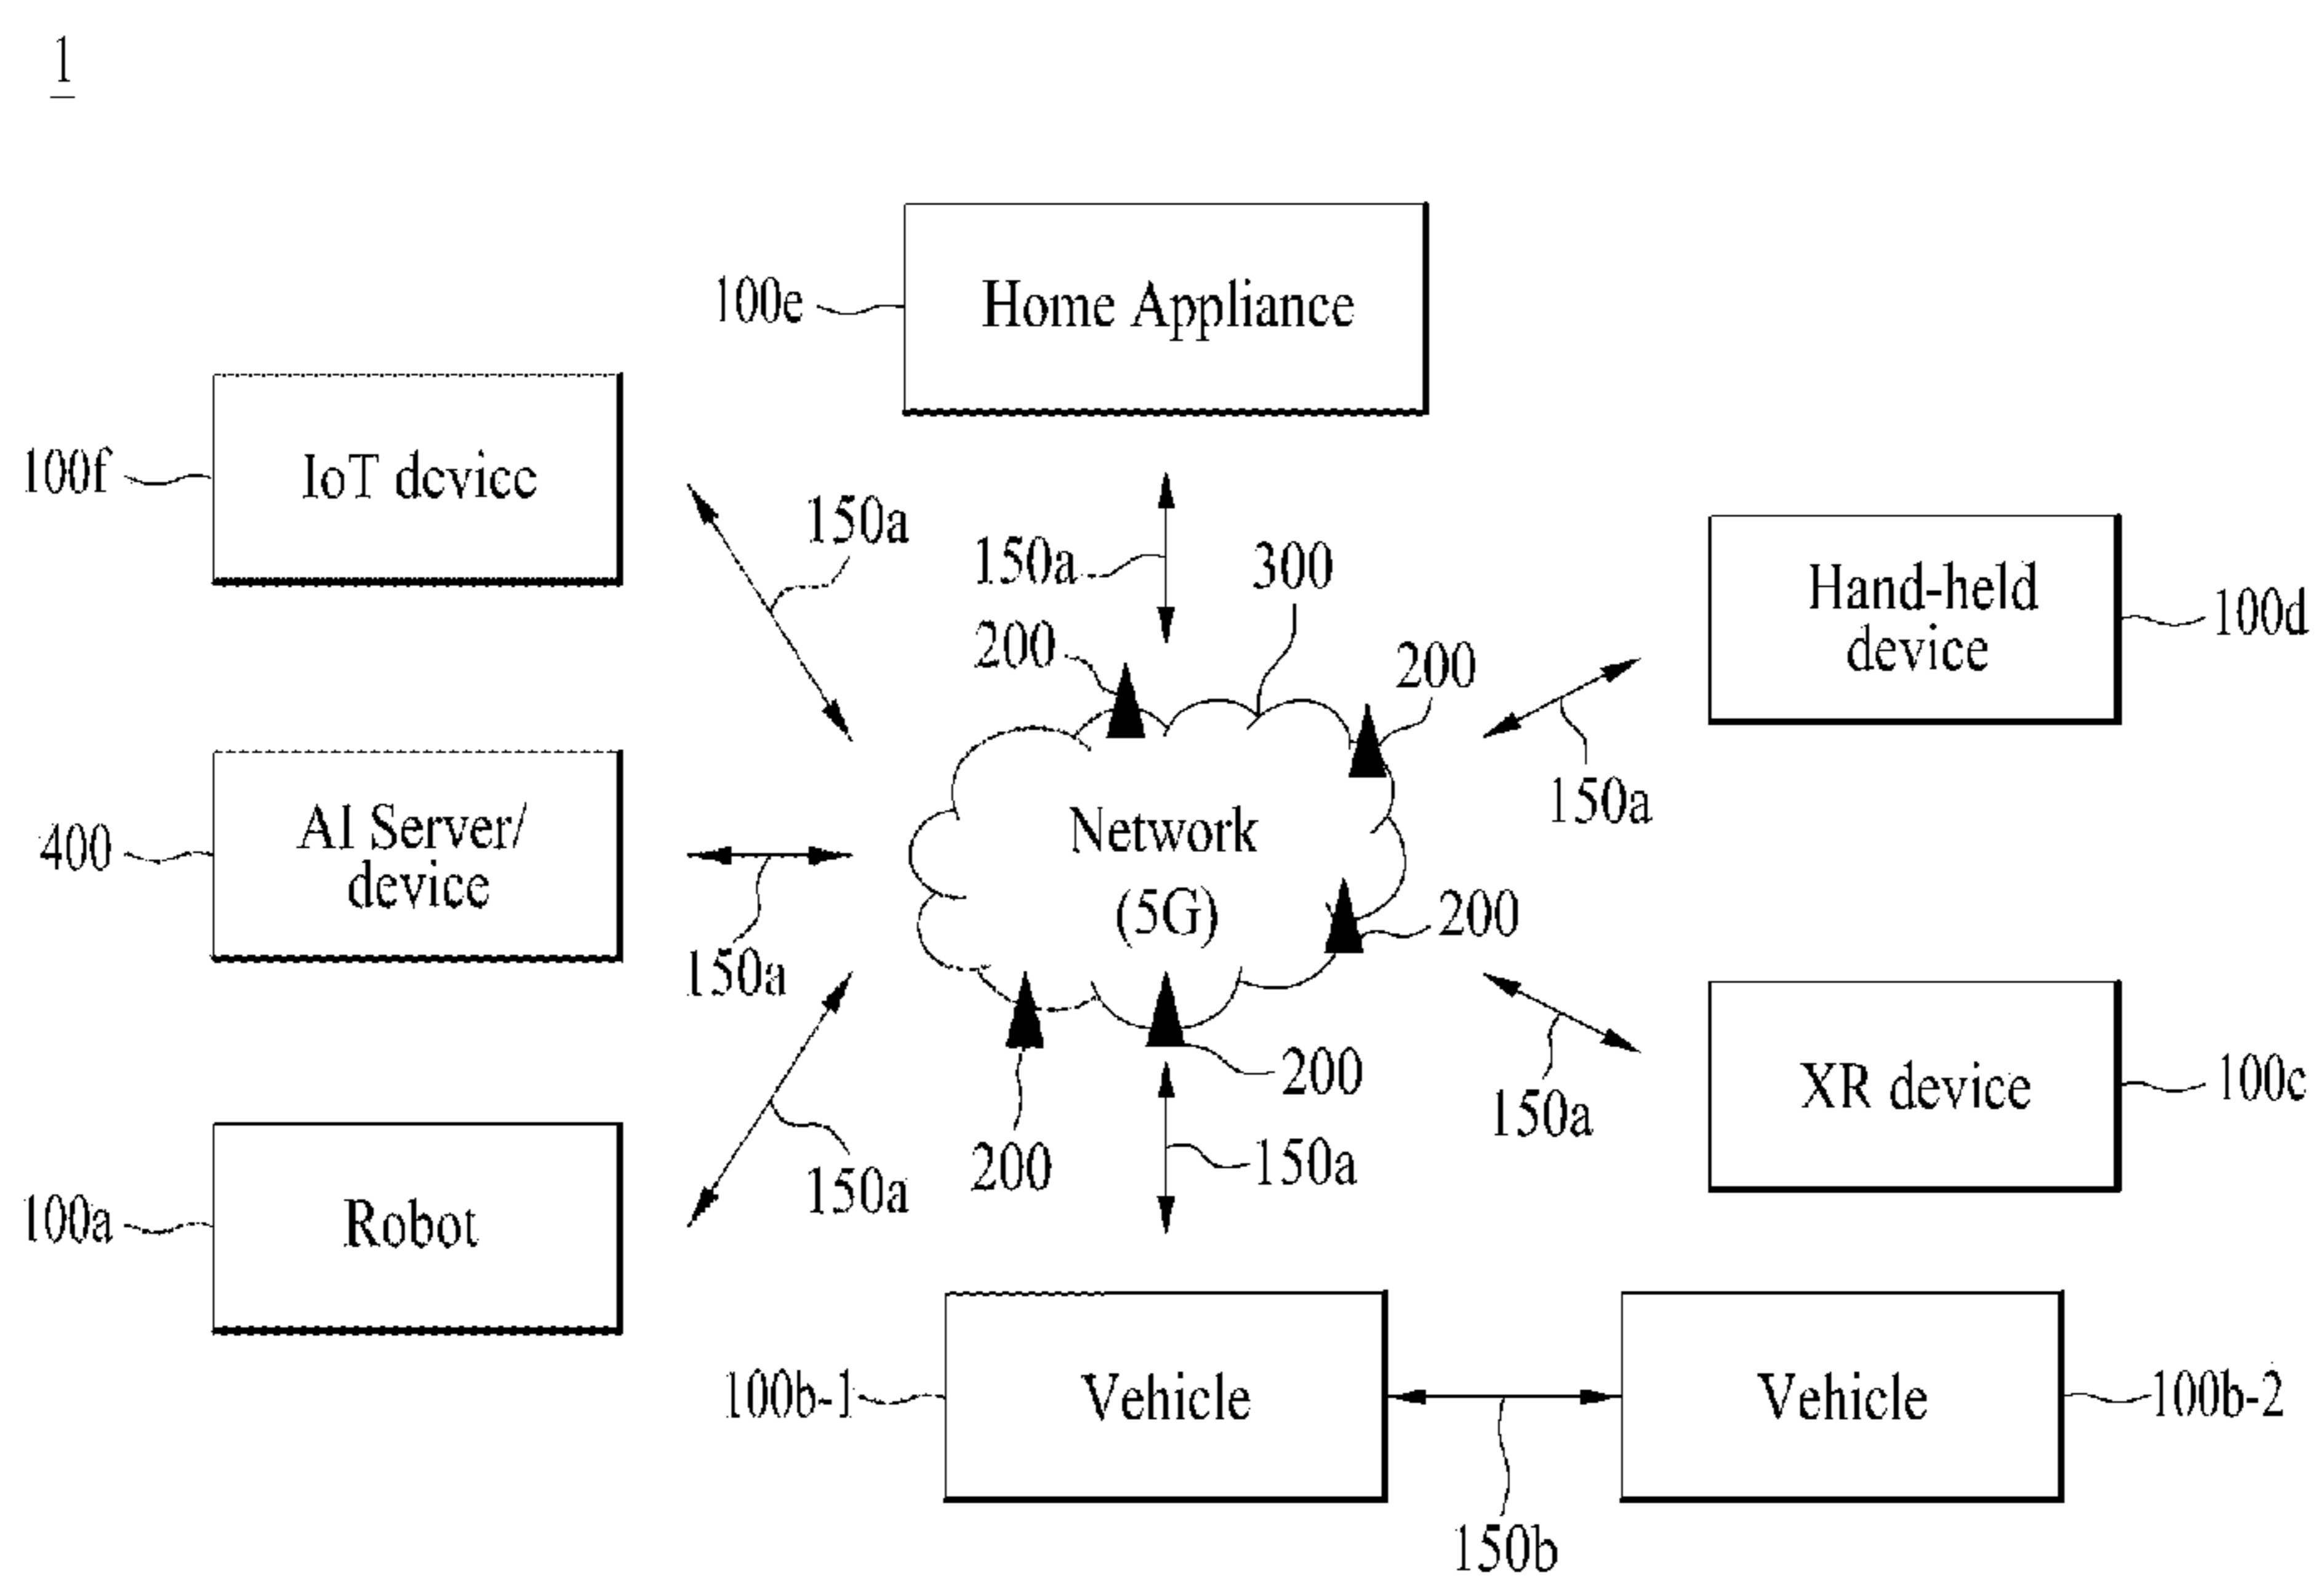 1
100e
Home Appliance
100f
IoT device
150a
150a
300
Hand-held
device
100d
200
200
150a
400
AI Server/
device
Network
(5G)
200
150a
200
200
150a
XR device
100c
100a
Robot
150a
150a
100b-1
Vehicle
Vehicle
100b-2
150b